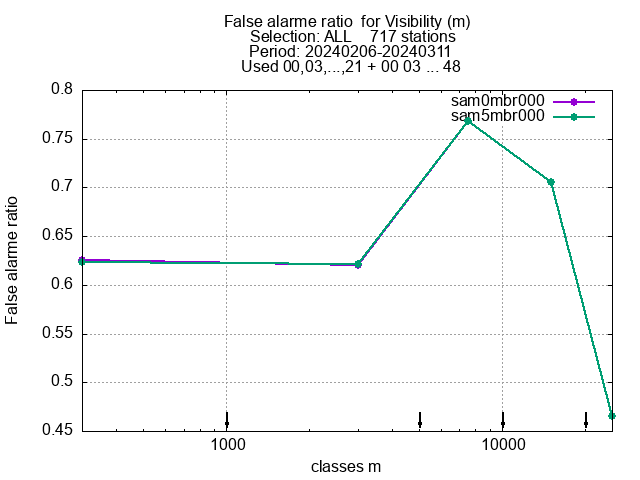 False alarme ratio  for Visibility (m)
Selection: ALL    717 stations
Period: 20240206-20240311
Used 00,03,...,21 + 00 03 ... 48
sam0mbr000
sam5mbr000
0.8
0.75
0.7
0.65
0.6
0.55
0.5
0.45
False alarme ratio
1000
10000
classes m